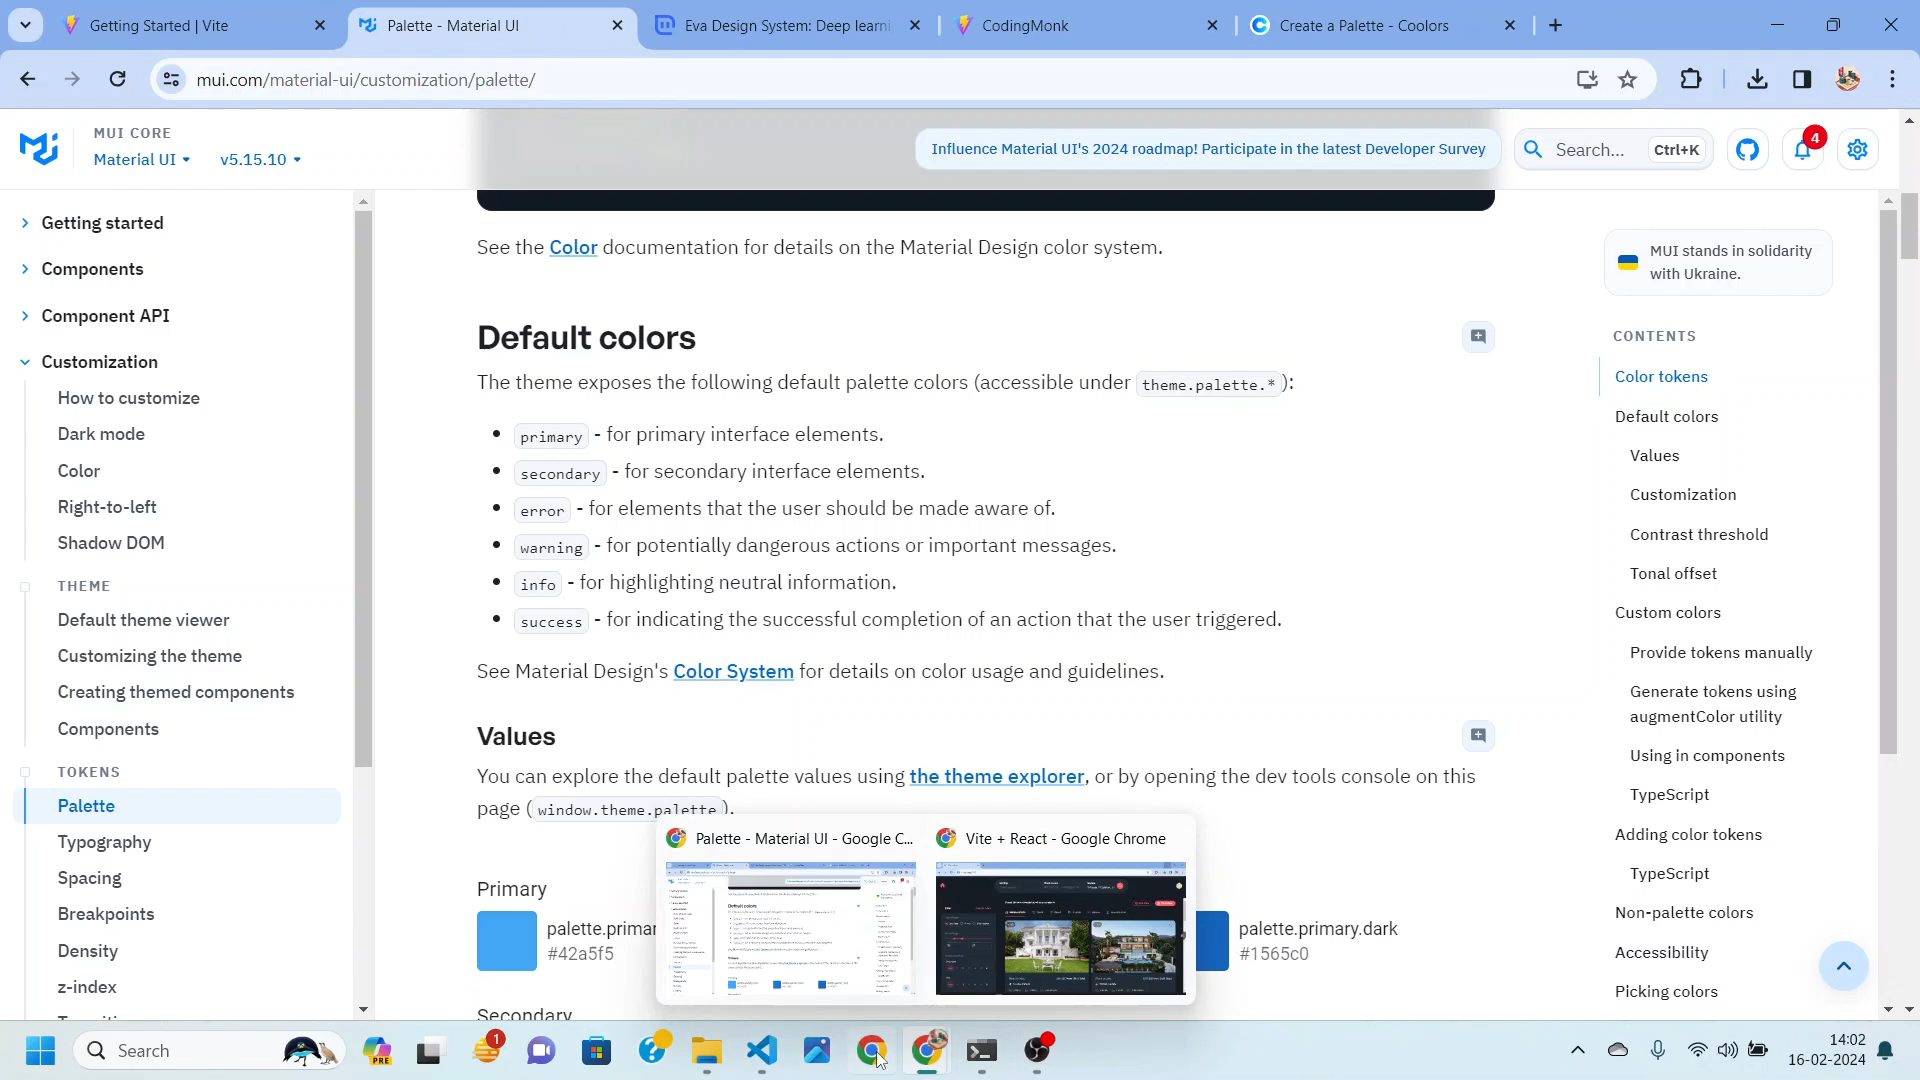 Getting Started | Vite
Palette - Material UI
Eva Design System: Deep learni
CodingMonk
Create a Palette - Coolors
mui.com/material-ui/customization/palette/
MUI CORE
Material UI
v5.15.10
Influence Material UI's 2024 roadmap! Participate in the latest Developer Survey
Search...
Ctrl+K
4
Getting started
Components
Component API
Customization
How to customize
Dark mode
Color
Right-to-left
Shadow DOM
THEME
Default theme viewer
Customizing the theme
Creating themed components
Components
TOKENS
Palette
Typography
Spacing
Breakpoints
Density
z-index
See the Color documentation for details on the Material Design color system.
Default colors
The theme exposes the following default palette colors (accessible under theme.palette.*):
primary - for primary interface elements.
secondary - for secondary interface elements.
error - for elements that the user should be made aware of.
warning - for potentially dangerous actions or important messages.
info - for highlighting neutral information.
success - for indicating the successful completion of an action that the user triggered.
See Material Design's Color System for details on color usage and guidelines.
Values
You can explore the default palette values using the theme explorer, or by opening the dev tools console on this
page (window.theme.palette).
Primary
palette.primar
#42a5f5
palette.primary.dark
#1565c0
Secondary
Palette - Material UI - Google C...
Vite + React - Google Chrome
MUI stands in solidarity
with Ukraine.
CONTENTS
Color tokens
Default colors
Values
Customization
Contrast threshold
Tonal offset
Custom colors
Provide tokens manually
Generate tokens using
augmentColor utility
Using in components
TypeScript
Adding color tokens
TypeScript
Non-palette colors
Accessibility
Picking colors
Search
PRE
1
14:02
16-02-2024